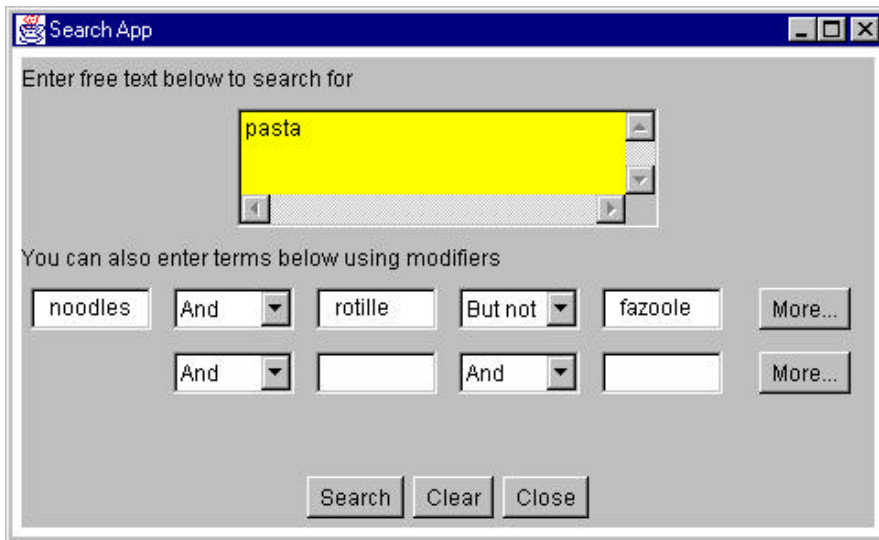 Search App
Enter free text below to search for
pasta
You can also enter terms below using modifiers
noodles And rotille But not fazoole More...
And And More...
Search Clear Close